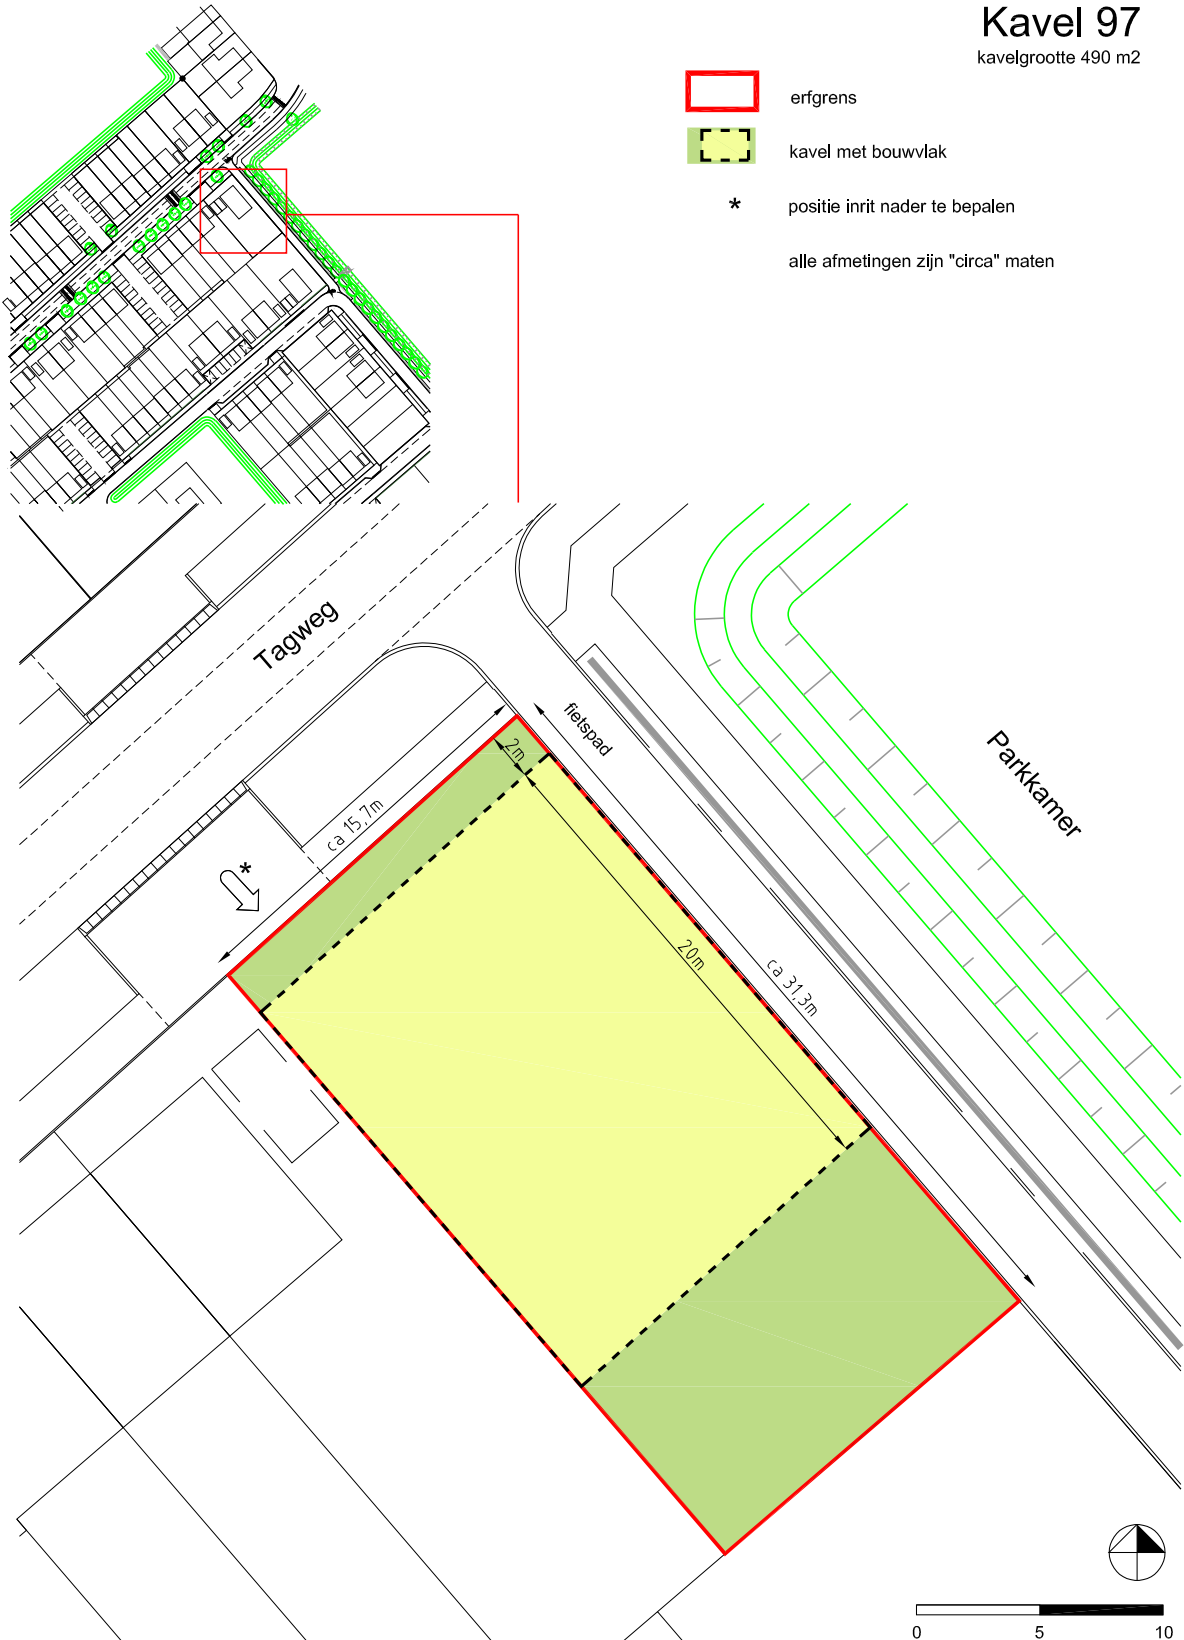 Kavel 97
kavelgrootte 490 m2
erfgrens
kavel met bouwvlak
* positie inrit nader te bepalen
alle afmetingen zijn "circa" maten
Tagweg
fietspad
Parkkamer
2m
ca 15,7m
*
20m
ca 31,3m
0 5 10